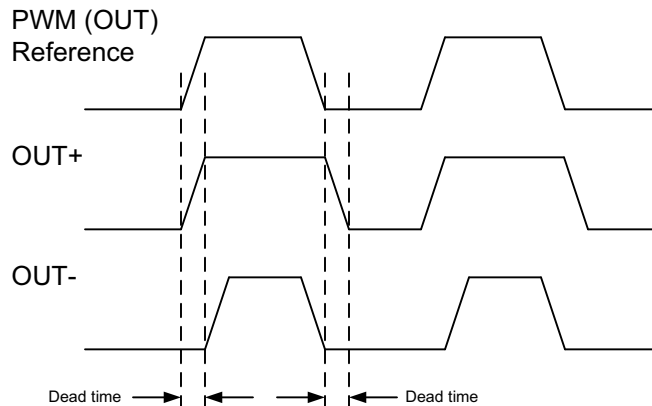 PWM (OUT)
Reference
OUT+
OUT-
Dead time
Dead time